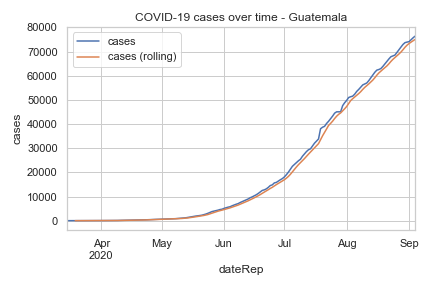 COVID-19 cases over time - Guatemala
cases
cases (rolling)
80000
70000
60000
50000
40000
30000
20000
10000
0
cases
Apr
2020
May
Jun
Jul
Aug
Sep
dateRep